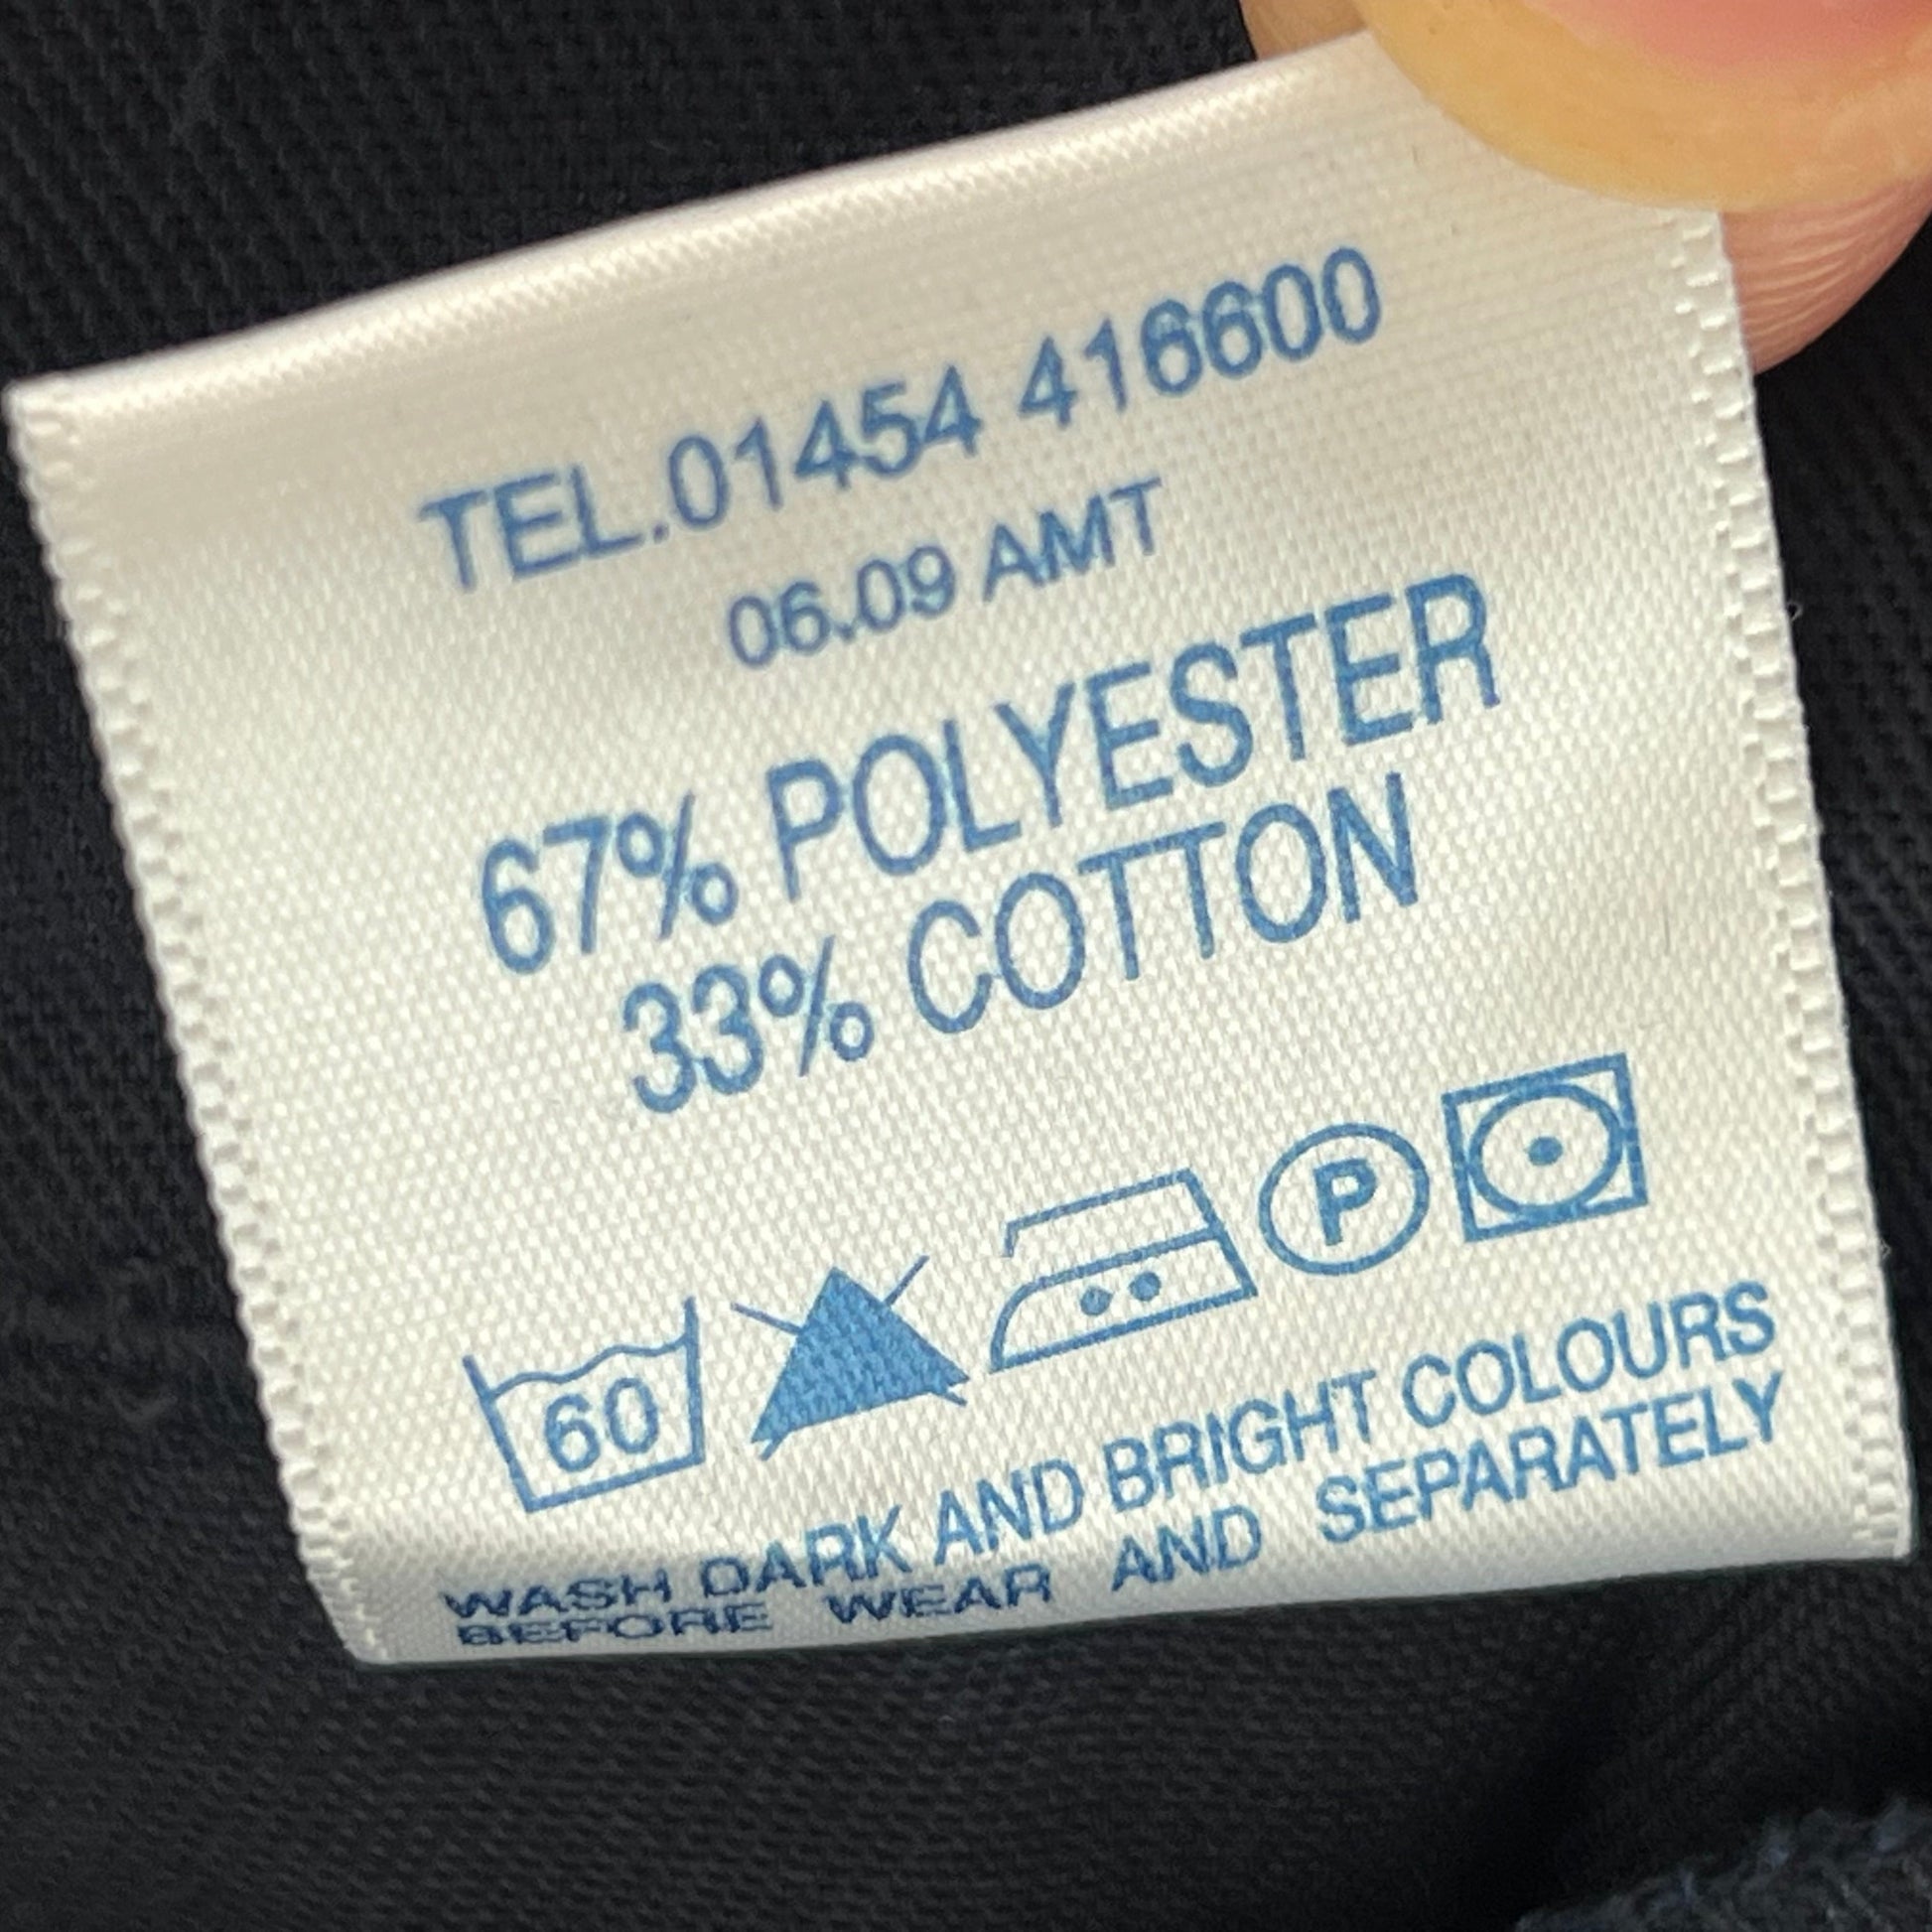 TEL.01454 416600
06.09 AMT
67% POLYESTER
33% COTTON
60 P
WASH DARK AND BRIGHT COLOURS
BEFORE WEAR AND SEPARATELY